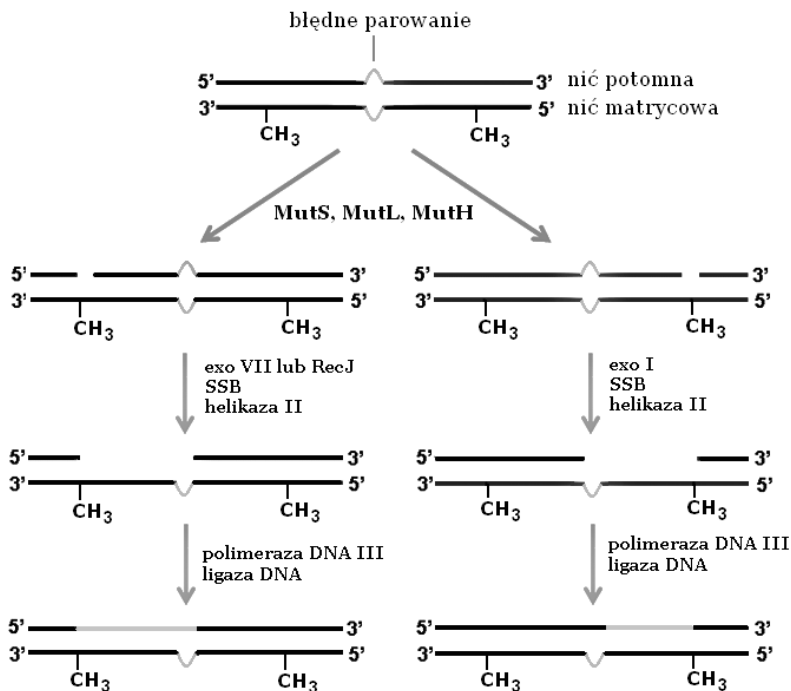 błędne parowanie
5’ 3’ nić potomna
3’ 5’ nić matrycowa
CH3 CH3
MutS, MutL, MutH
5’ 3’ 5’ 3’
3’ 5’ 3’ 5’
CH3 CH3 CH3 CH3
exo VII lub RecJ
SSB
helikaza II
exo I
SSB
helikaza II
5’ 3’ 5’ 3’
3’ 5’ 3’ 5’
CH3 CH3 CH3 CH3
polimeraza DNA III
ligaza DNA
polimeraza DNA III
ligaza DNA
5’ 3’ 5’ 3’
3’ 5’ 3’ 5’
CH3 CH3 CH3 CH3